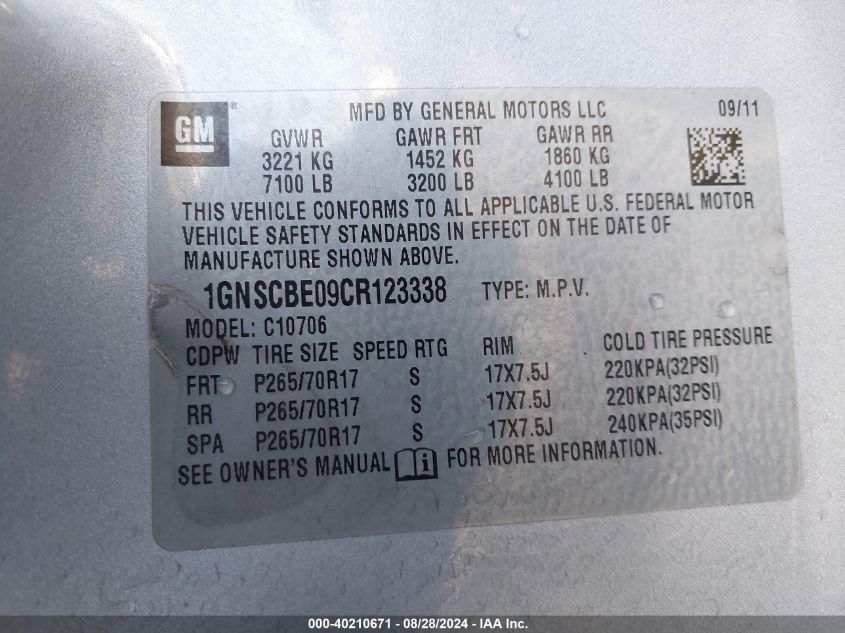 GM® MFD BY GENERAL MOTORS LLC 09/11
GVWR GAWR FRT GAWR RR
3221 KG 1452 KG 1860 KG
7100 LB 3200 LB 4100 LB
THIS VEHICLE CONFORMS TO ALL APPLICABLE U.S. FEDERAL MOTOR
VEHICLE SAFETY STANDARDS IN EFFECT ON THE DATE OF
MANUFACTURE SHOWN ABOVE.
1GNSCBE09CR123338 TYPE: M.P.V.
MODEL: C10706
CDPW TIRE SIZE SPEED RTG RIM COLD TIRE PRESSURE
FRT P265/70R17 S 17X7.5J 220KPA(32PSI)
RR P265/70R17 S 17X7.5J 220KPA(32PSI)
SPA P265/70R17 S 17X7.5J 240KPA(35PSI)
SEE OWNER'S MANUAL i FOR MORE INFORMATION.
000-40210671 - 08/28/2024 - IAA Inc.